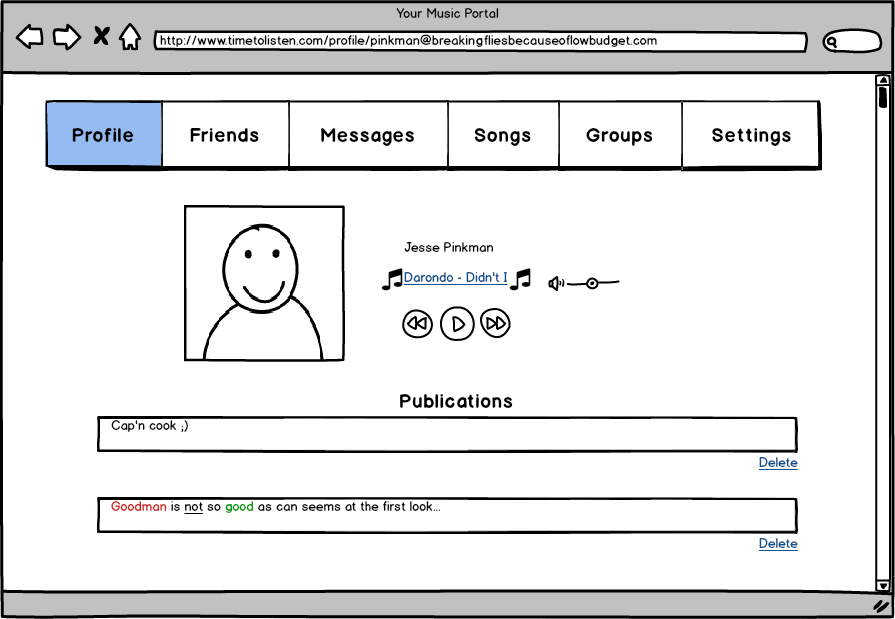 Your Music Portal
http://www.timetolisten.com/profile/pinkman@breakingfliesbecauseoflowbudget.com
Profile Friends Messages Songs Groups Settings
Jesse Pinkman
Darondo - Didn't I
Publications
Cap'n cook ;)
Delete
Goodman is not so good as can seems at the first look...
Delete